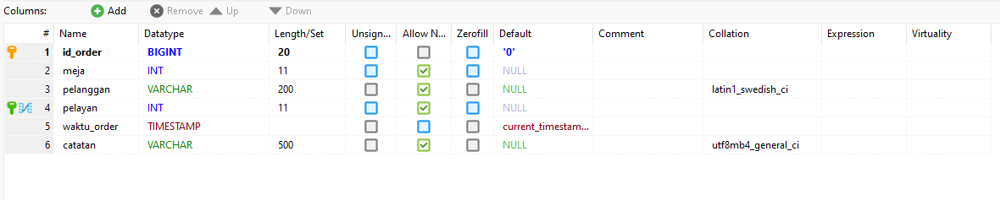 Columns: Add Remove Up Down
# Name Datatype Length/Set Unsign... Allow N... Zerofill Default Comment Collation Expression Virtuality
1 id_order BIGINT 20 '0'
2 meja INT 11 NULL
3 pelanggan VARCHAR 200 NULL latin1_swedish_ci
4 pelayan INT 11 NULL
5 waktu_order TIMESTAMP current_timestam...
6 catatan VARCHAR 500 NULL utf8mb4_general_ci